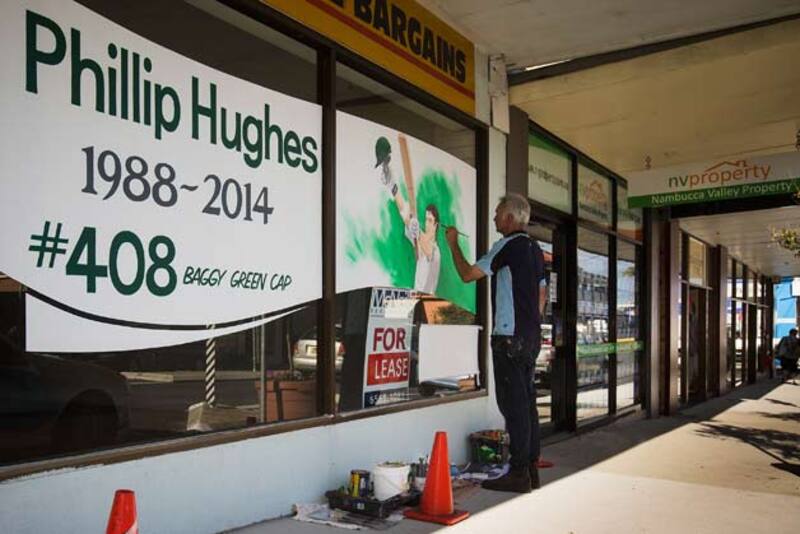 BARGAINS
Phillip Hughes
1988~2014
#408 BAGGY GREEN CAP
FOR
LEASE
nvproperty
Nambucca Valley Property